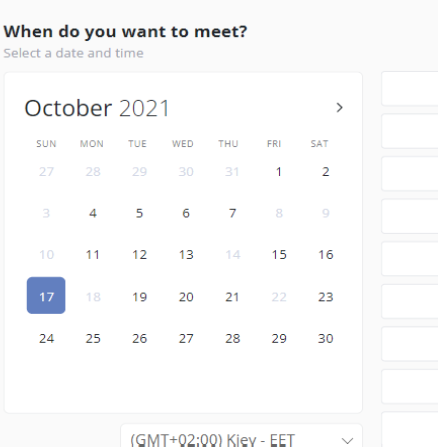 When do you want to meet?
Select a date and time
October 2021 >
SUN MON TUE WED THU FRI SAT
27 28 29 30 31 1 2
3 4 5 6 7 8 9
10 11 12 13 14 15 16
17 18 19 20 21 22 23
24 25 26 27 28 29 30
(GMT+02:00) Kiev - EET